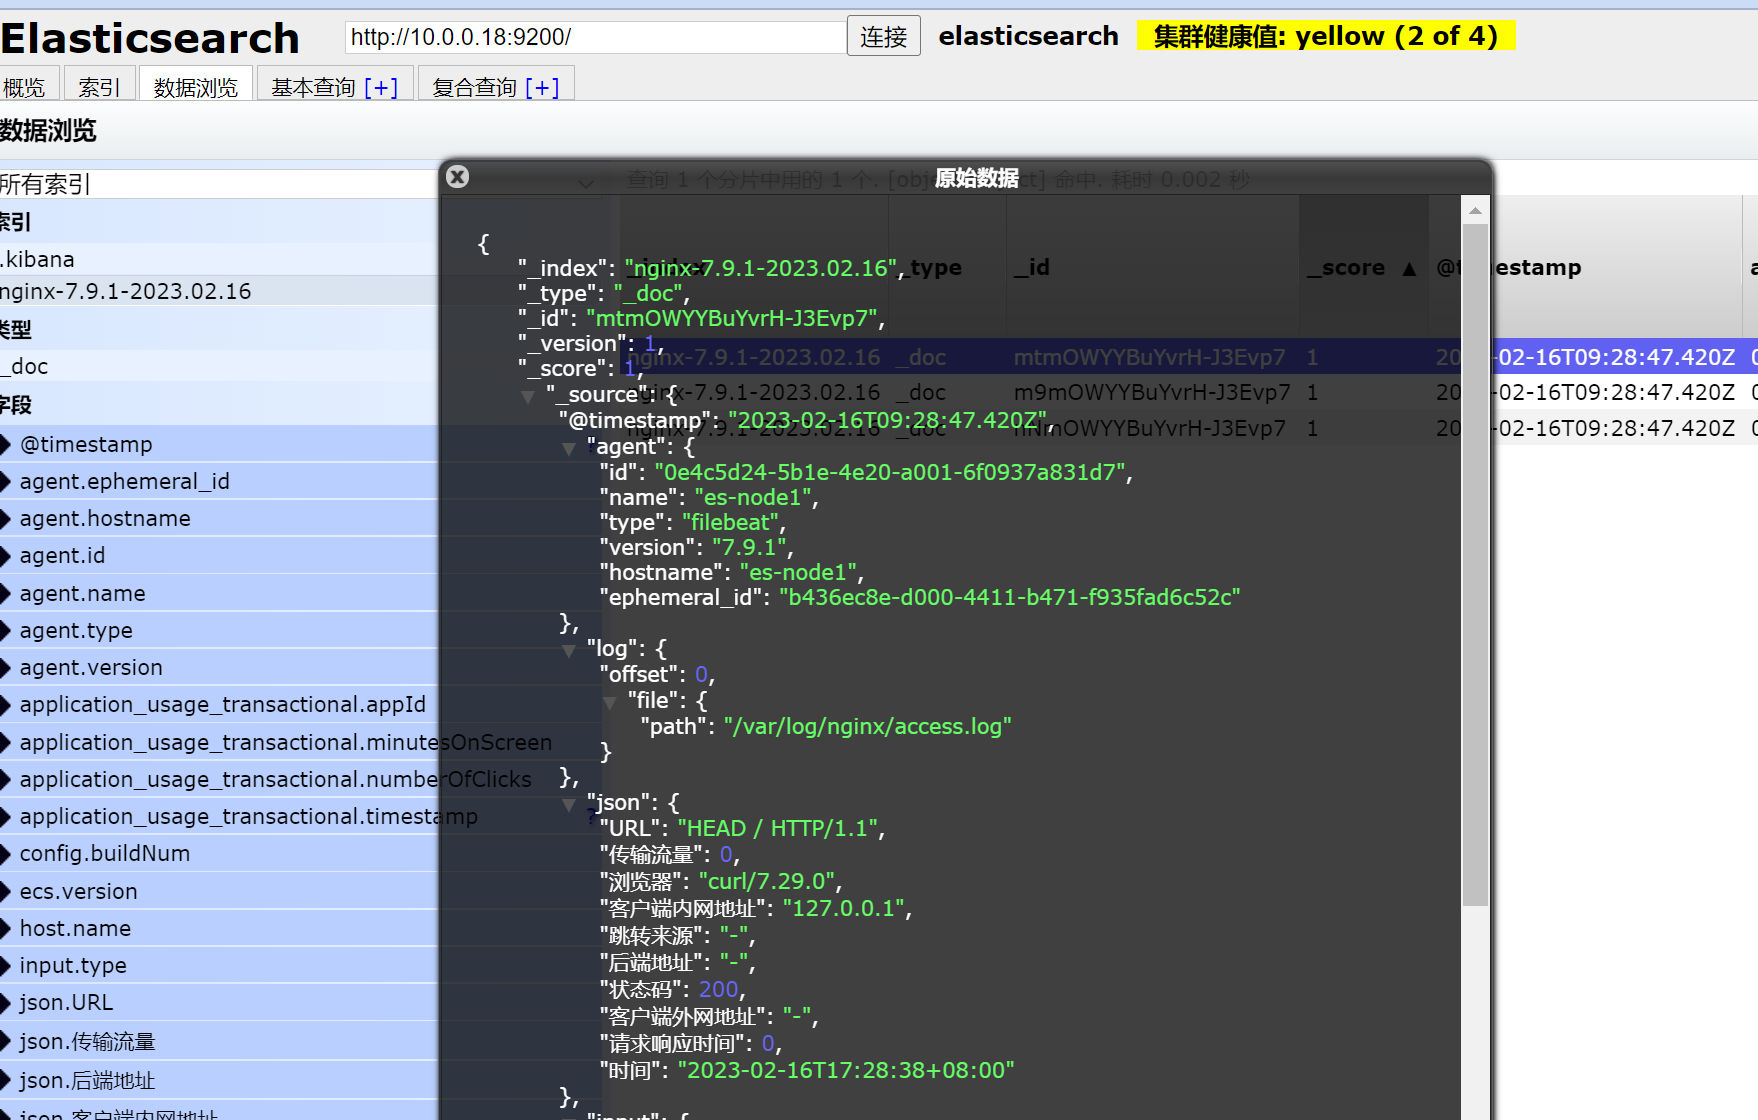 Elasticsearch
http://10.0.0.18:9200/
连接
elasticsearch
集群健康值: yellow (2 of 4)
概览
索引
数据浏览
基本查询 [+]
复合查询 [+]
数据浏览
所有索引
索引
.kibana
nginx-7.9.1-2023.02.16
类型
_doc
字段
@timestamp
agent.ephemeral_id
agent.hostname
agent.id
agent.name
agent.type
agent.version
application_usage_transactional.appId
application_usage_transactional.minutesOnScreen
application_usage_transactional.numberOfClicks
application_usage_transactional.timestamp
config.buildNum
ecs.version
host.name
input.type
json.URL
json.传输流量
json.后端地址
json.客户端内网地址
查询 1 个分片中用的 1 个. 命中. 耗时 0.002 秒
_type _id _score ▲
nginx-7.9.1-2023.02.16 _doc mtmOWYYBuYvrH-J3Evp7 1 -02-16T09:28:47.420Z
nginx-7.9.1-2023.02.16 _doc m9mOWYYBuYvrH-J3Evp7 1 -02-16T09:28:47.420Z
_doc 1 -02-16T09:28:47.420Z
原始数据
{
"_index": "nginx-7.9.1-2023.02.16",
"_type": "_doc",
"_id": "mtmOWYYBuYvrH-J3Evp7",
"_version": 1,
"_score": 1,
"_source": {
"@timestamp": "2023-02-16T09:28:47.420Z",
"agent": {
"id": "0e4c5d24-5b1e-4e20-a001-6f0937a831d7",
"name": "es-node1",
"type": "filebeat",
"version": "7.9.1",
"hostname": "es-node1",
"ephemeral_id": "b436ec8e-d000-4411-b471-f935fad6c52c"
},
"log": {
"offset": 0,
"file": {
"path": "/var/log/nginx/access.log"
}
},
"json": {
"URL": "HEAD / HTTP/1.1",
"传输流量": 0,
"浏览器": "curl/7.29.0",
"客户端内网地址": "127.0.0.1",
"跳转来源": "-",
"后端地址": "-",
"状态码": 200,
"客户端外网地址": "-",
"请求响应时间": 0,
"时间": "2023-02-16T17:28:38+08:00"
},
"input": {